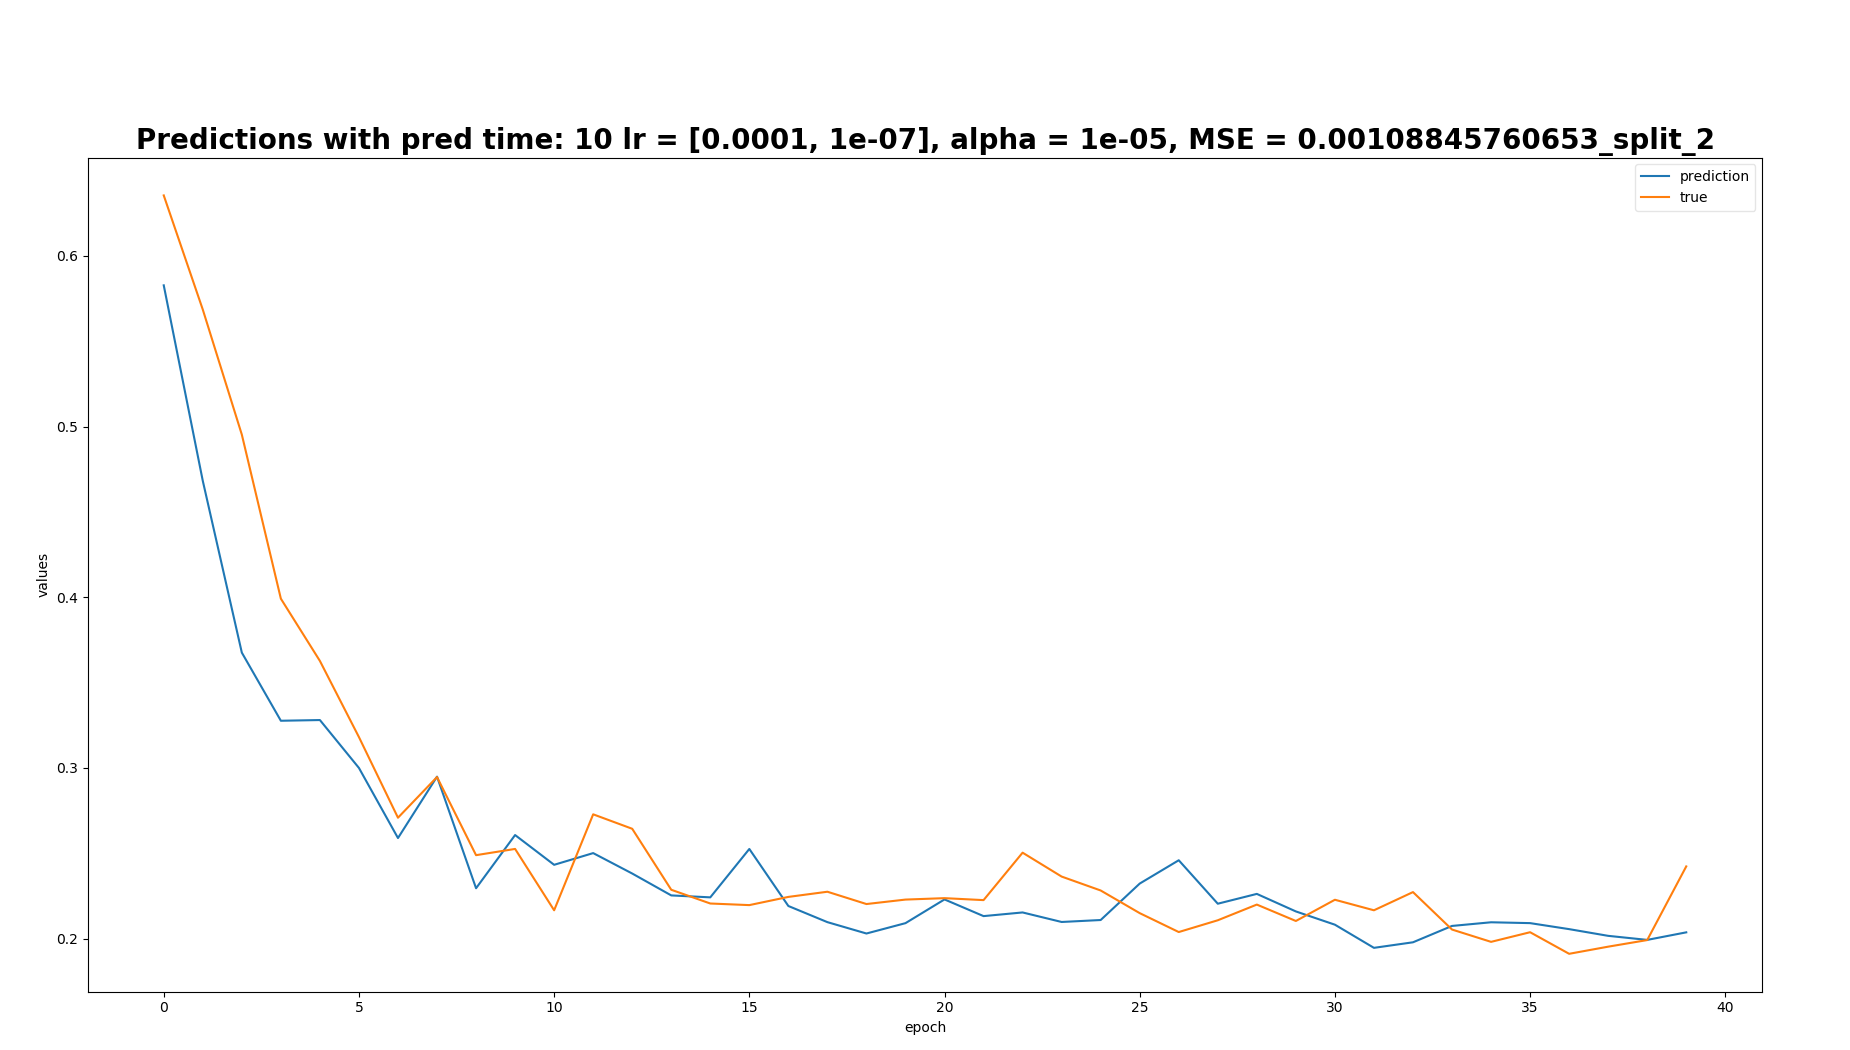 Predictions with pred time: 10 lr = [0.0001, 1e-07], alpha = 1e-05, MSE = 0.00108845760653_split_2
prediction
true
0.6
0.5
0.4
0.3
0.2
values
0 5 10 15 20 25 30 35 40
epoch